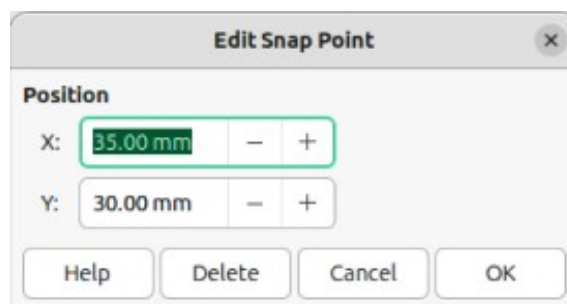 Edit Snap Point
Position
X: 35.00 mm
Y: 30.00 mm
Help Delete Cancel OK